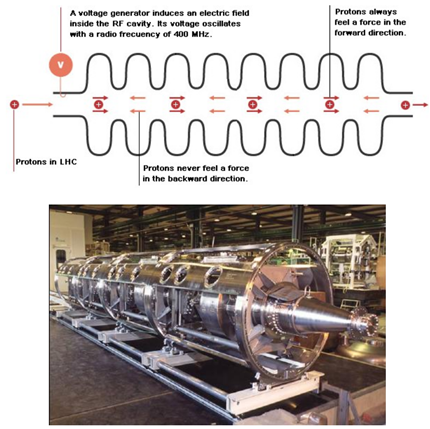 A voltage generator induces an electric field
inside the RF cavity. Its voltage oscillates
with a radio frecuency of 400 MHz.
Protons always
feel a force in the
forward direction.
V
Protons in LHC
Protons never feel a force
in the backward direction.